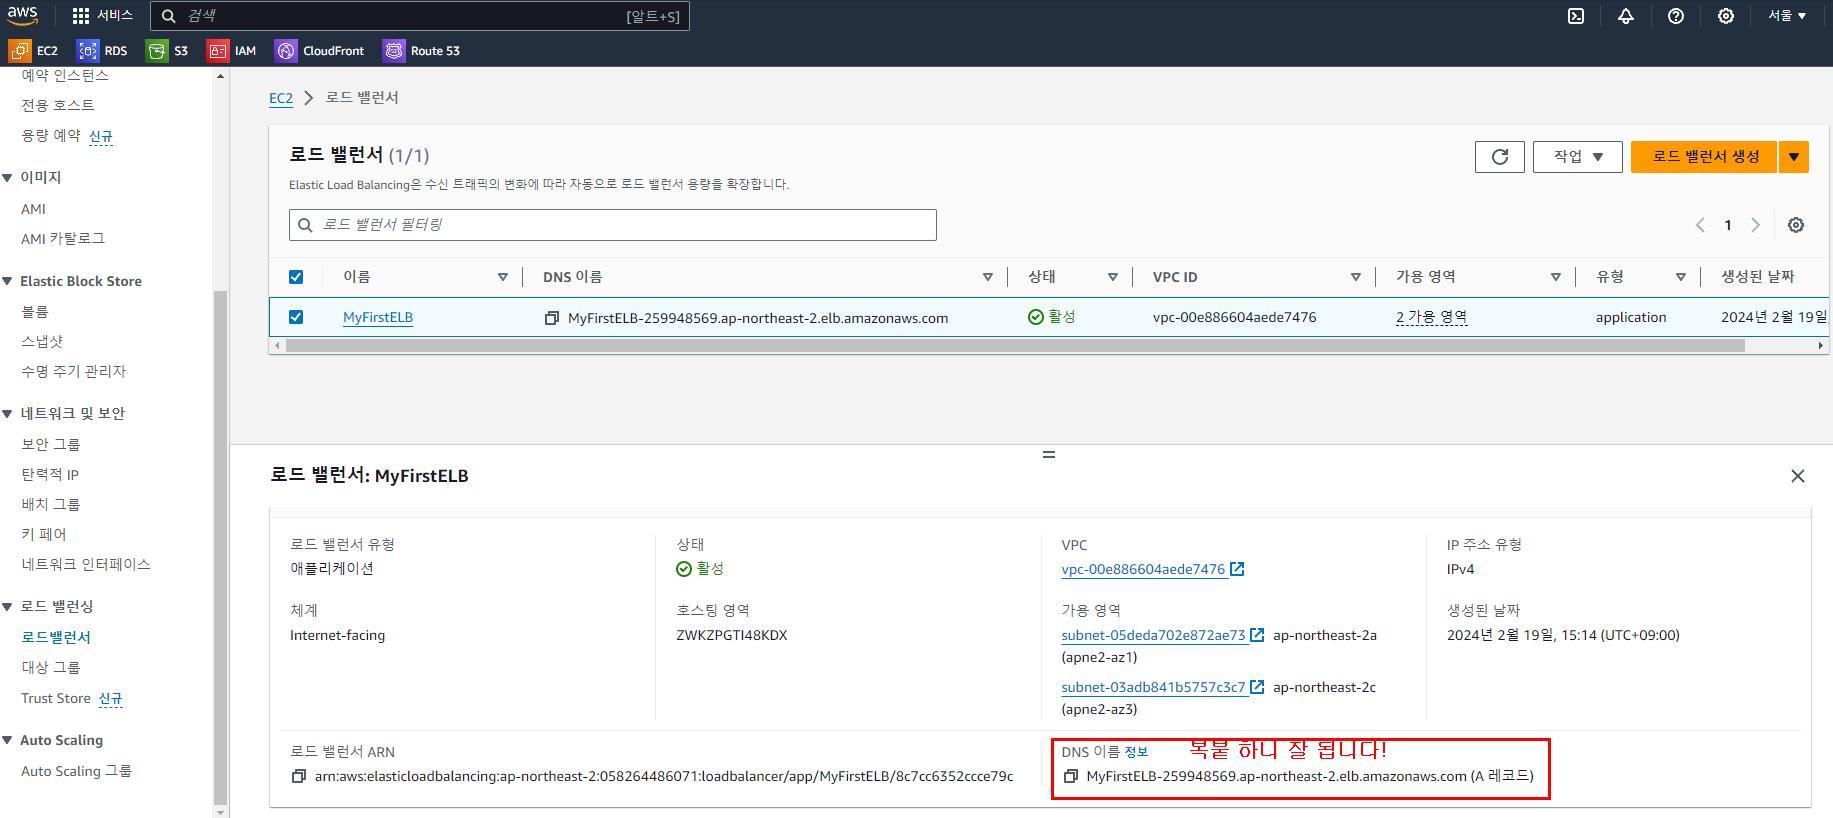 aws 서비스 검색 [알트+S] 서울
EC2 RDS S3 IAM CloudFront Route 53
예약 인스턴스
전용 호스트
용량 예약 신규
이미지
AMI
AMI 카탈로그
Elastic Block Store
볼륨
스냅샷
수명 주기 관리자
네트워크 및 보안
보안 그룹
탄력적 IP
배치 그룹
키 페어
네트워크 인터페이스
로드 밸런싱
로드밸런서
대상 그룹
Trust Store 신규
Auto Scaling
Auto Scaling 그룹
EC2 로드 밸런서
로드 밸런서 (1/1)
작업 로드 밸런서 생성
Elastic Load Balancing은 수신 트래픽의 변화에 따라 자동으로 로드 밸런서 용량을 확장합니다.
로드 밸런서 필터링
1
이름 DNS 이름 상태 VPC ID 가용 영역 유형 생성된 날짜
MyFirstELB MyFirstELB-259948569.ap-northeast-2.elb.amazonaws.com 활성 vpc-00e886604aede7476 2 가용 영역 application 2024년 2월 19일,
로드 밸런서: MyFirstELB
로드 밸런서 유형
애플리케이션
상태
활성
VPC
vpc-00e886604aede7476
IP 주소 유형
IPv4
체계
Internet-facing
호스팅 영역
ZWKZPGTI48KDX
가용 영역
subnet-05deda702e872ae73 ap-northeast-2a
(apne2-az1)
subnet-03adb841b5757c3c7 ap-northeast-2c
(apne2-az3)
생성된 날짜
2024년 2월 19일, 15:14 (UTC+09:00)
로드 밸런서 ARN
arn:aws:elasticloadbalancing:ap-northeast-2:058264486071:loadbalancer/app/MyFirstELB/8c7cc6352ccce79c
DNS 이름 정보 복붙 하니 잘 됩니다!
MyFirstELB-259948569.ap-northeast-2.elb.amazonaws.com (A 레코드)